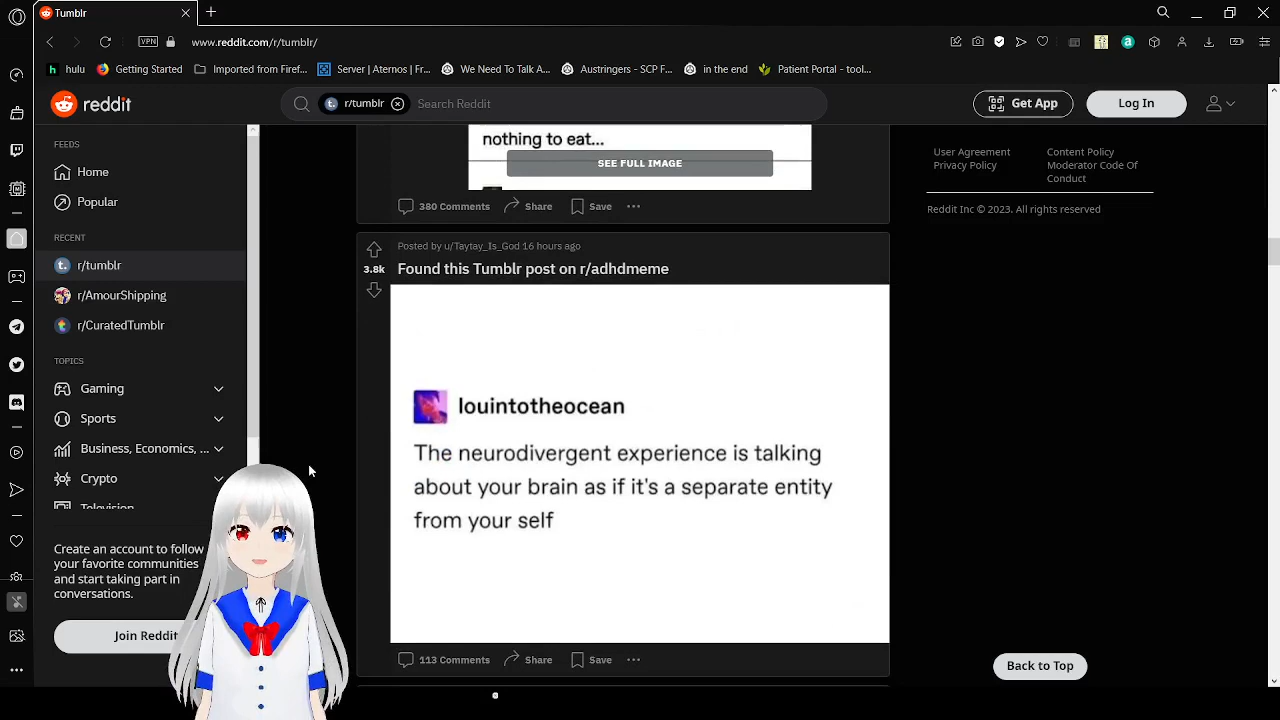 Tumblr
VPN
www.reddit.com/r/tumblr/
hulu
Getting Started
Imported from Firef...
Server | Aternos | Fr...
We Need To Talk A...
Austringers - SCP F...
in the end
Patient Portal - tool...
reddit
r/tumblr
Search Reddit
Get App
Log In
FEEDS
Home
Popular
RECENT
r/tumblr
r/AmourShipping
r/CuratedTumblr
TOPICS
Gaming
Sports
Business, Economics, ...
Crypto
Television
Create an account to follow
your favorite communities
and start taking part in
conversations.
Join Reddit
nothing to eat...
SEE FULL IMAGE
380 Comments
Share
Save
Posted by u/Taytay_Is_God 16 hours ago
3.8k
Found this Tumblr post on r/adhdmeme
louintotheocean
The neurodivergent experience is talking
about your brain as if it's a separate entity
from your self
113 Comments
Share
Save
User Agreement
Privacy Policy
Content Policy
Moderator Code Of
Conduct
Reddit Inc © 2023. All rights reserved
Back to Top